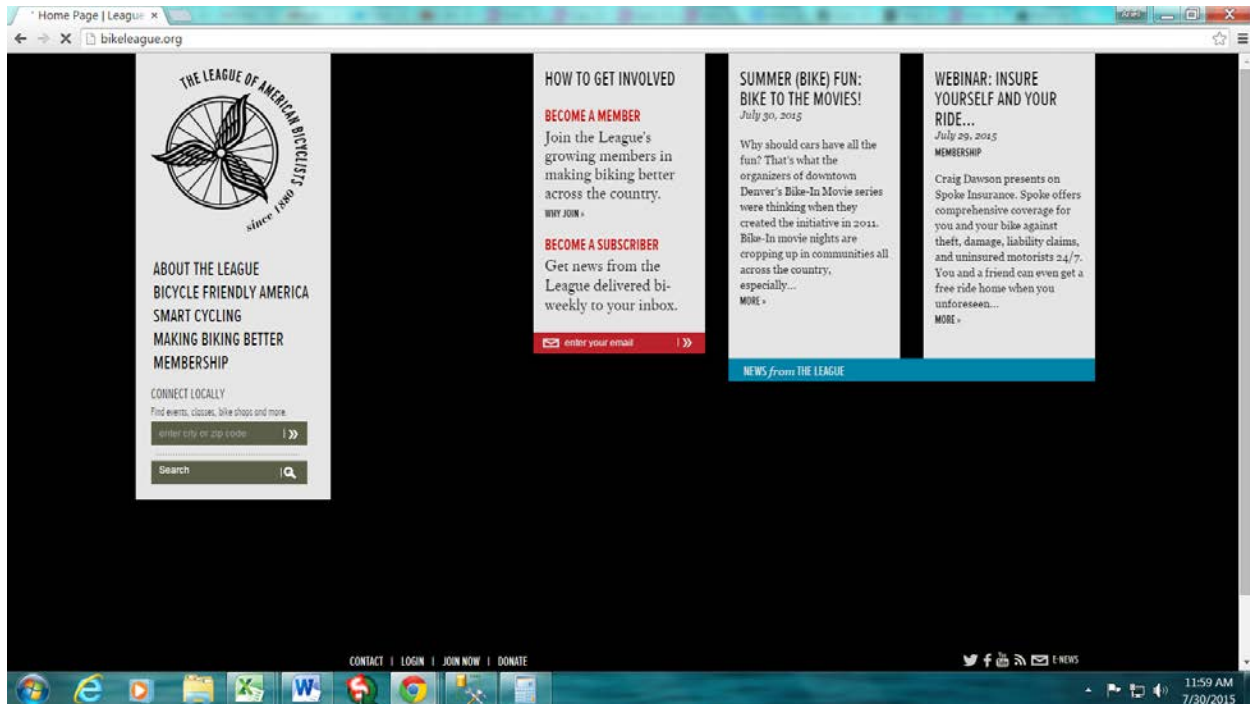 Home Page | League
bikeleague.org
THE LEAGUE OF AMERICAN BICYCLISTS
since 1880
ABOUT THE LEAGUE
BICYCLE FRIENDLY AMERICA
SMART CYCLING
MAKING BIKING BETTER
MEMBERSHIP
CONNECT LOCALLY
Find events, classes, bike shops and more.
enter city or zip code
Search
HOW TO GET INVOLVED
BECOME A MEMBER
Join the League's
growing members in
making biking better
across the country.
WHY JOIN »
BECOME A SUBSCRIBER
Get news from the
League delivered bi-
weekly to your inbox.
enter your email
SUMMER (BIKE) FUN:
BIKE TO THE MOVIES!
July 30, 2015
Why should cars have all the
fun? That's what the
organizers of downtown
Denver's Bike-In Movie series
were thinking when they
created the initiative in 2011.
Bike-In movie nights are
cropping up in communities all
across the country,
especially...
MORE »
WEBINAR: INSURE
YOURSELF AND YOUR
RIDE...
July 29, 2015
MEMBERSHIP
Craig Dawson presents on
Spoke Insurance. Spoke offers
comprehensive coverage for
you and your bike against
theft, damage, liability claims,
and uninsured motorists 24/7.
You and a friend can even get a
free ride home when you
unforeseen...
MORE »
NEWS from THE LEAGUE
CONTACT | LOGIN | JOIN NOW | DONATE
E-NEWS
11:59 AM
7/30/2015